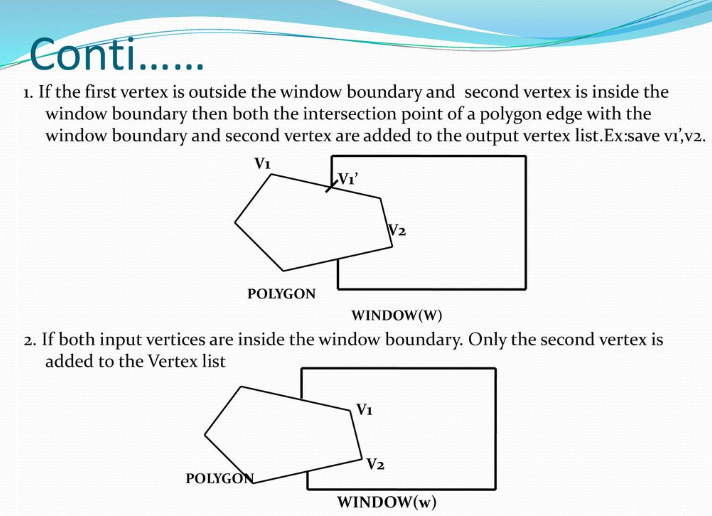 Conti......
1. If the first vertex is outside the window boundary and second vertex is inside the
window boundary then both the intersection point of a polygon edge with the
window boundary and second vertex are added to the output vertex list.Ex:save v1',v2.
V1
V1'
V2
POLYGON
WINDOW(W)
2. If both input vertices are inside the window boundary. Only the second vertex is
added to the Vertex list
V1
V2
POLYGON
WINDOW(w)